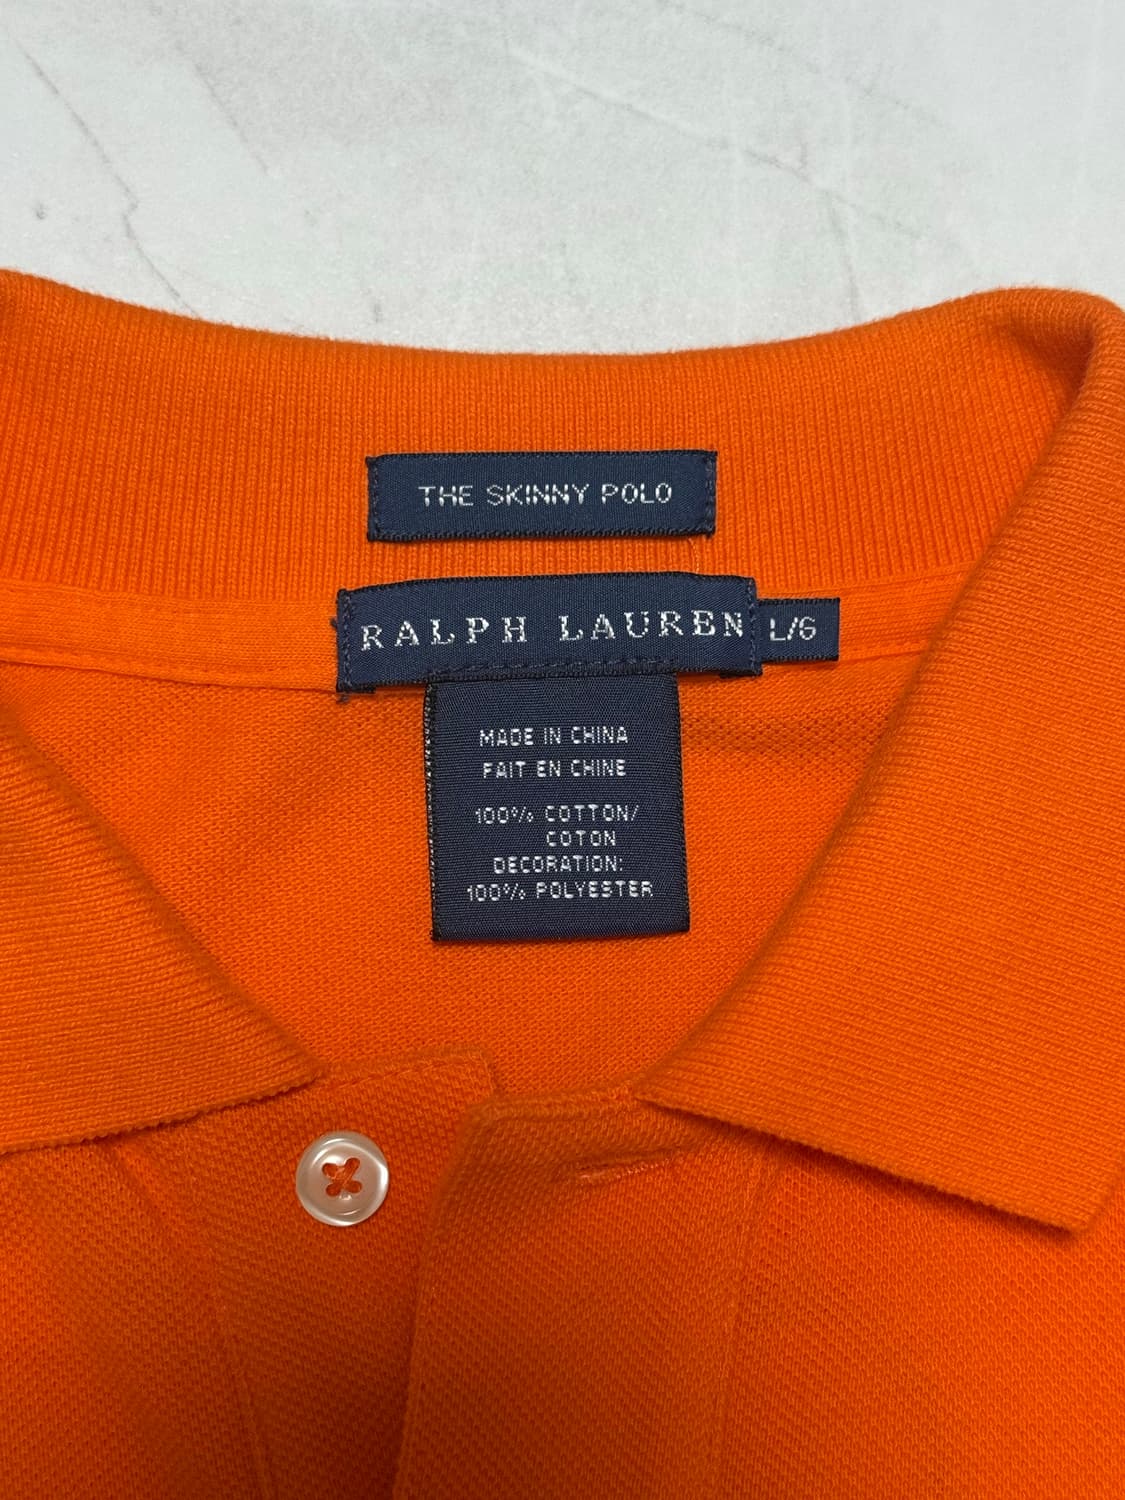 THE SKINNY POLO
RALPH LAUREN
L/G
MADE IN CHINA
FAIT EN CHINE
100% COTTON/
COTON
DECORATION:
100% POLYESTER